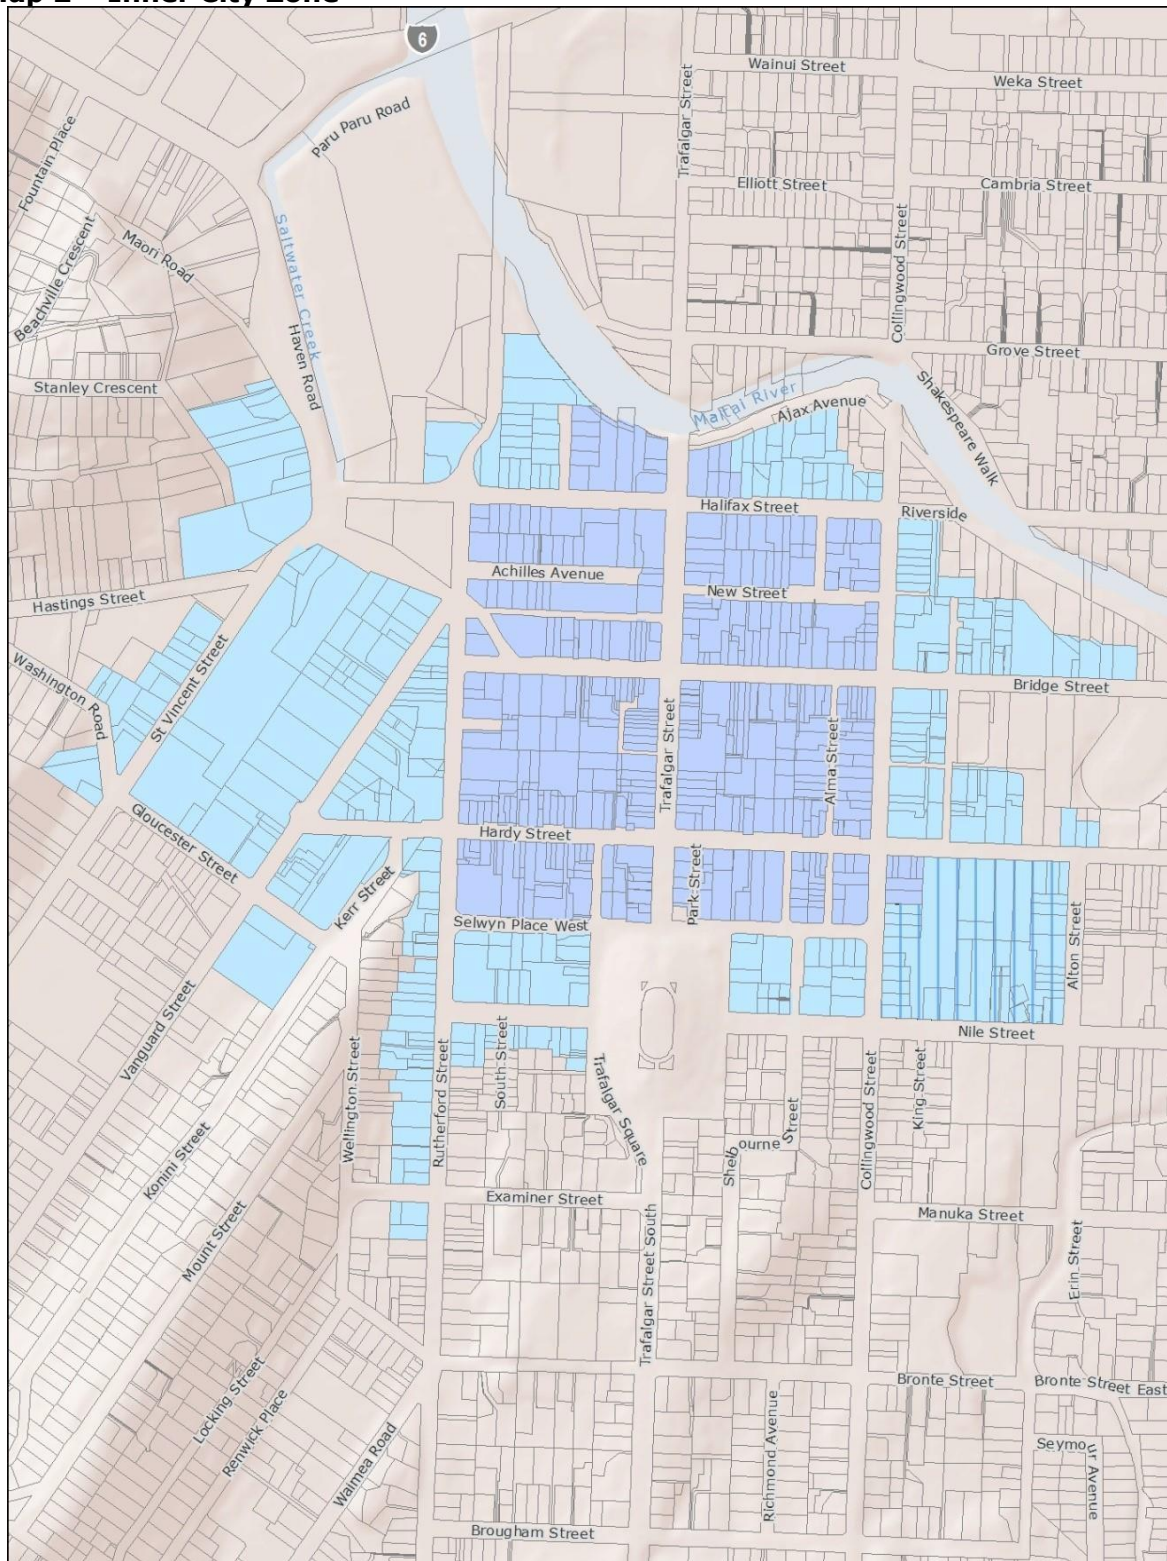 Inner City Zone
6
Wainui Street
Weka Street
Trafalgar Street
Paru Paru Road
Fountain Place
Elliott Street
Cambria Street
Saltwater Creek
Maori Road
Collingwood Street
Beachville Crescent
Haven Road
Grove Street
Stanley Crescent
Shakespeare Walk
Maitai River
Ajax Avenue
Halifax Street
Riverside
Achilles Avenue
New Street
Hastings Street
Washington Road
St Vincent Street
Bridge Street
Trafalgar Street
Alma Street
Gloucester Street
Hardy Street
Kerr Street
Park Street
Selwyn Place West
Alton Street
Vanguard Street
Nile Street
South Street
Wellington Street
Rutherford Street
Trafalgar Square
Collingwood Street
King Street
Shelbourne Street
Konini Street
Examiner Street
Manuka Street
Mount Street
Trafalgar Street South
Erin Street
Bronte Street
Bronte Street East
Locking Street
Renwick Place
Richmond Avenue
Waimea Road
Seymour Avenue
Brougham Street